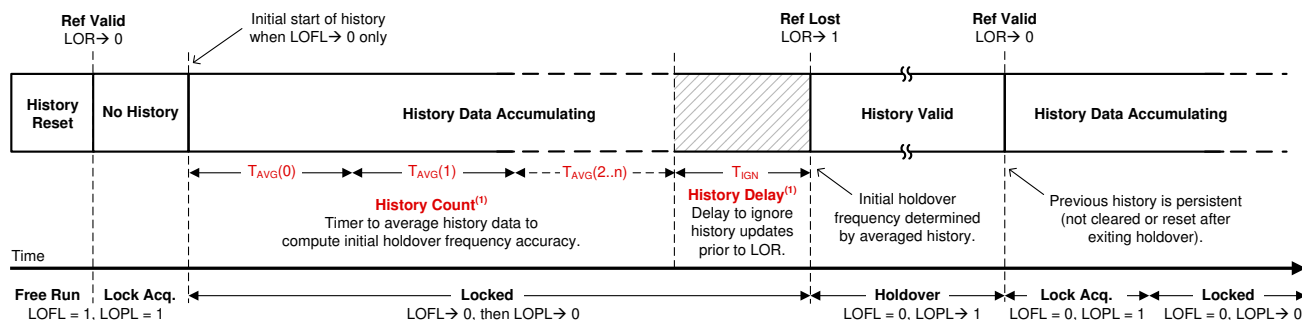 Ref Valid
LOR→ 0
Initial start of history
when LOFL→ 0 only
Ref Lost
LOR→ 1
Ref Valid
LOR→ 0
History
Reset
No History
History Data Accumulating
History Valid
History Data Accumulating
TAVG(0)
TAVG(1)
TAVG(2..n)
TIGN
History Count(1)
Timer to average history data to
compute initial holdover frequency accuracy.
History Delay(1)
Delay to ignore
history updates
prior to LOR.
Initial holdover
frequency determined
by averaged history.
Previous history is persistent
(not cleared or reset after
exiting holdover).
Time
Free Run
LOFL = 1, LOPL = 1
Lock Acq.
Locked
LOFL→ 0, then LOPL→ 0
Holdover
LOFL = 0, LOPL→ 1
Lock Acq.
LOFL = 0, LOPL = 1
Locked
LOFL = 0, LOPL→ 0